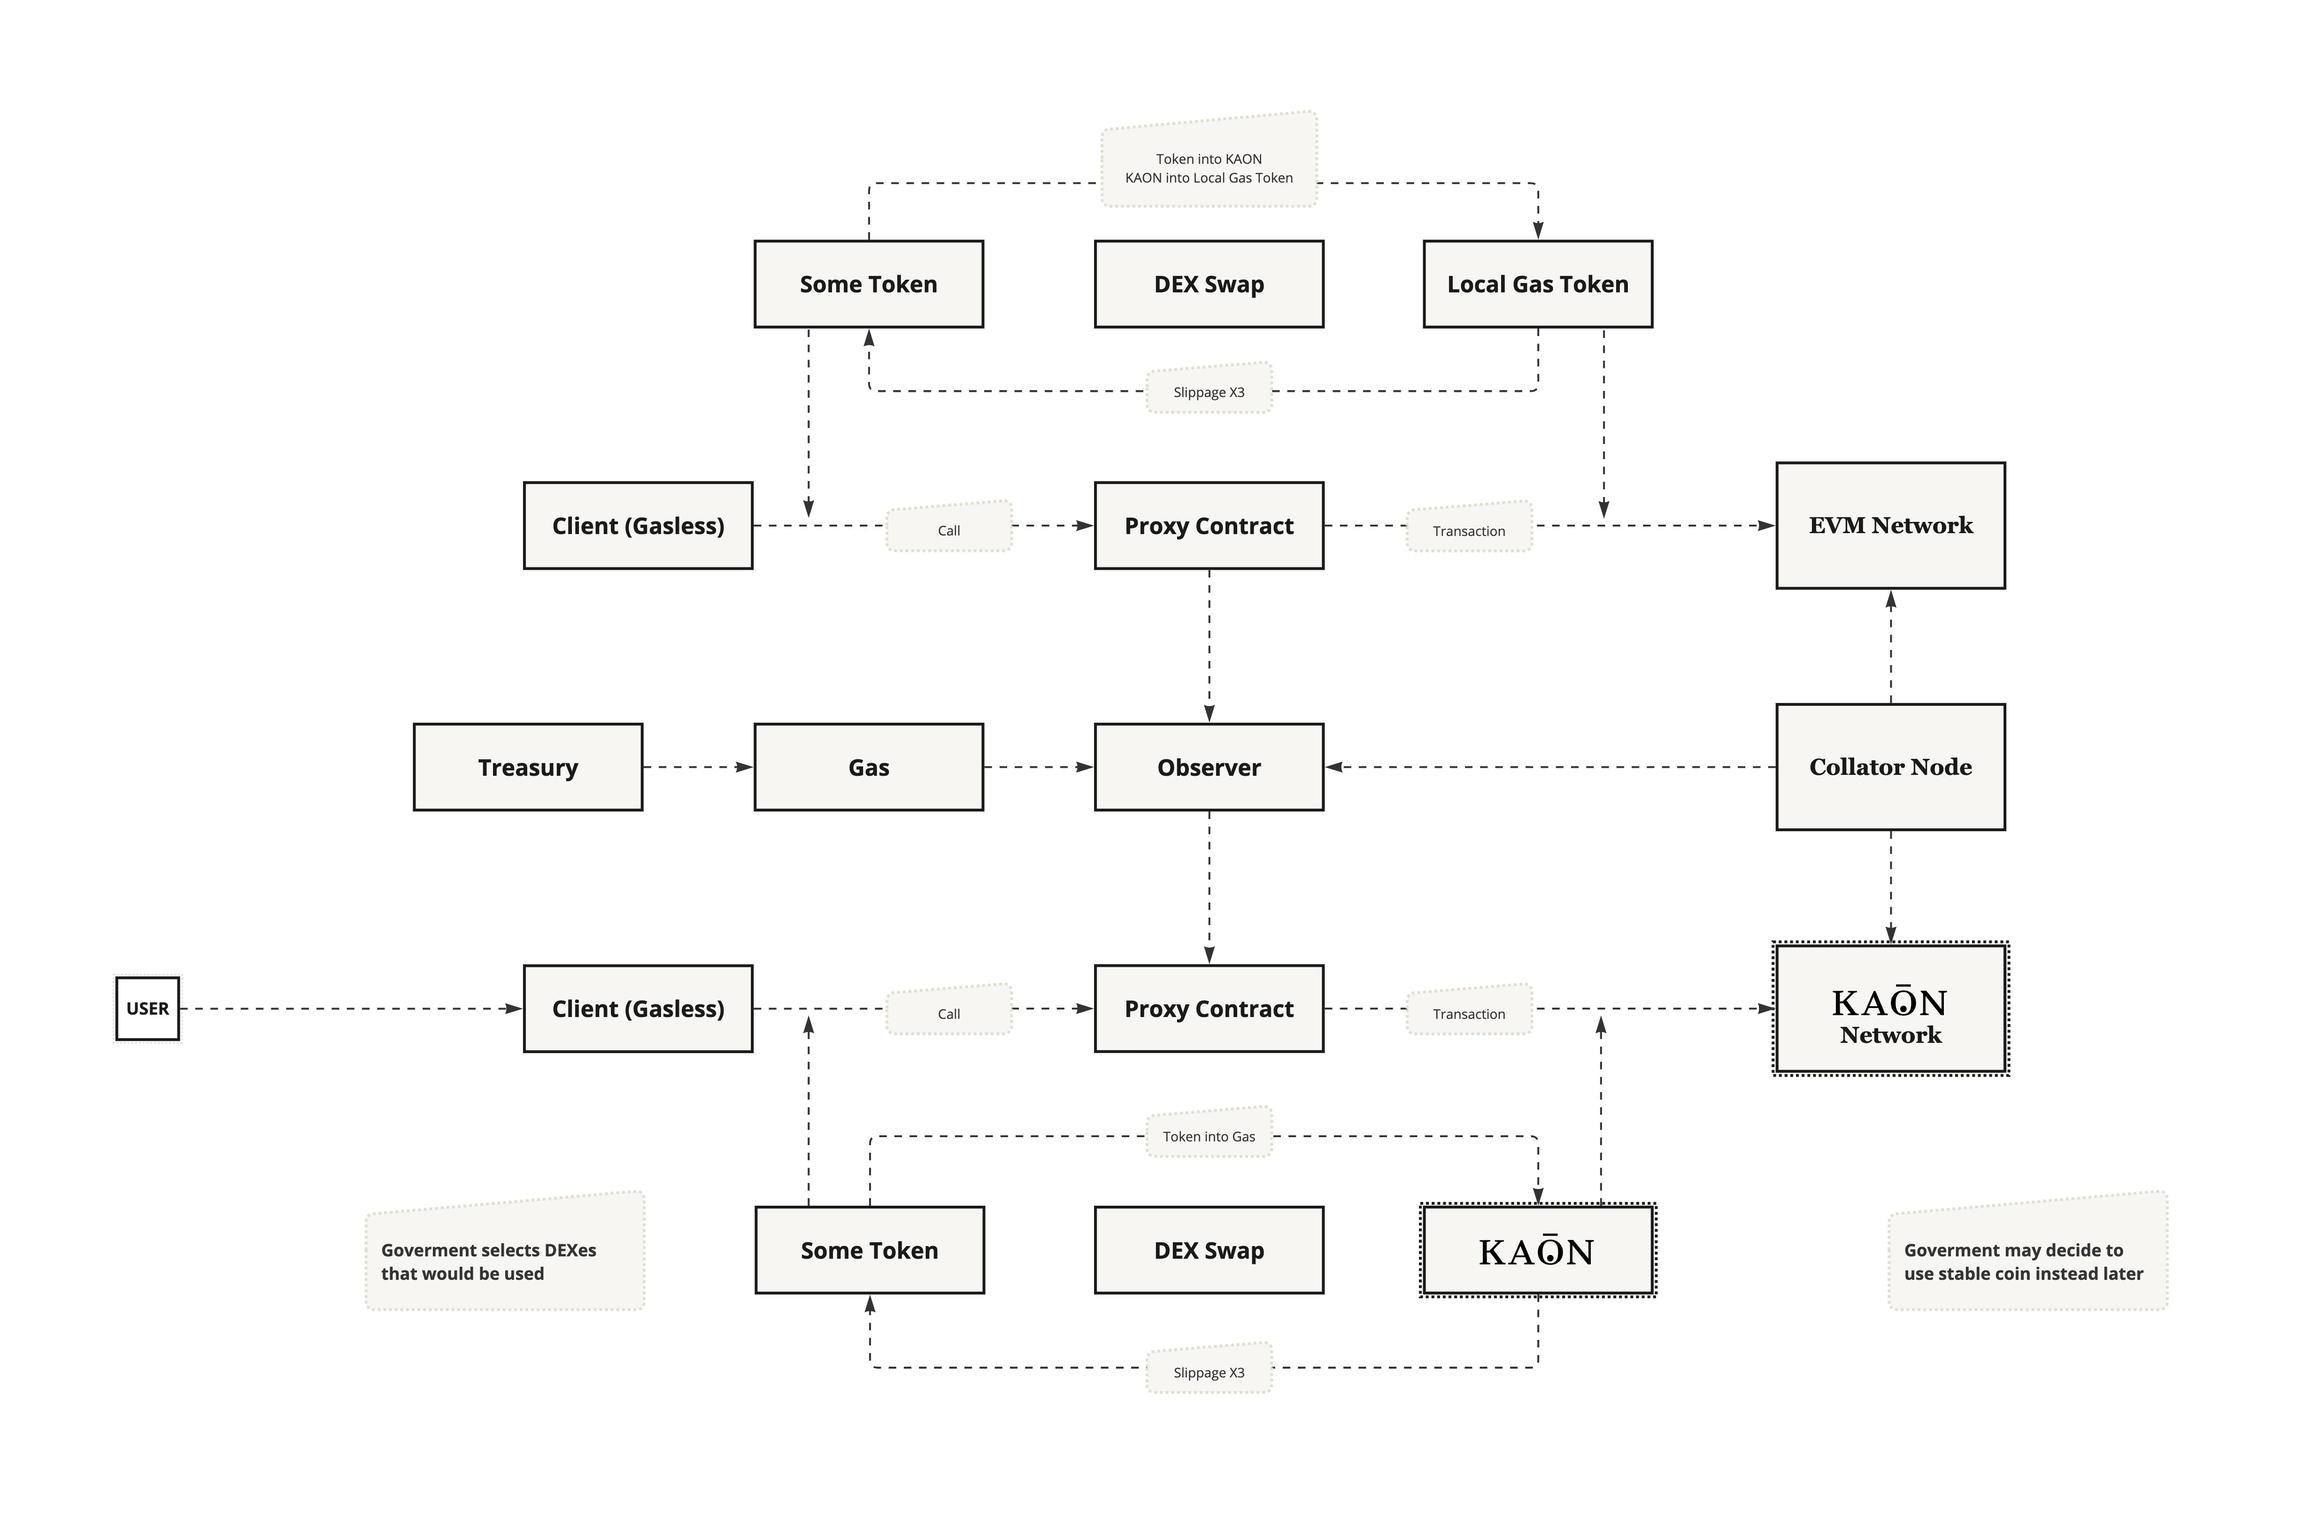 Token into KAON
KAON into Local Gas Token
Some Token
DEX Swap
Local Gas Token
Slippage X3
Client (Gasless)
Call
Proxy Contract
Transaction
EVM Network
Treasury
Gas
Observer
Collator Node
USER
Client (Gasless)
Call
Proxy Contract
Transaction
KAŌN
Network
Token into Gas
Goverment selects DEXes
that would be used
Some Token
DEX Swap
KAŌN
Goverment may decide to
use stable coin instead later
Slippage X3